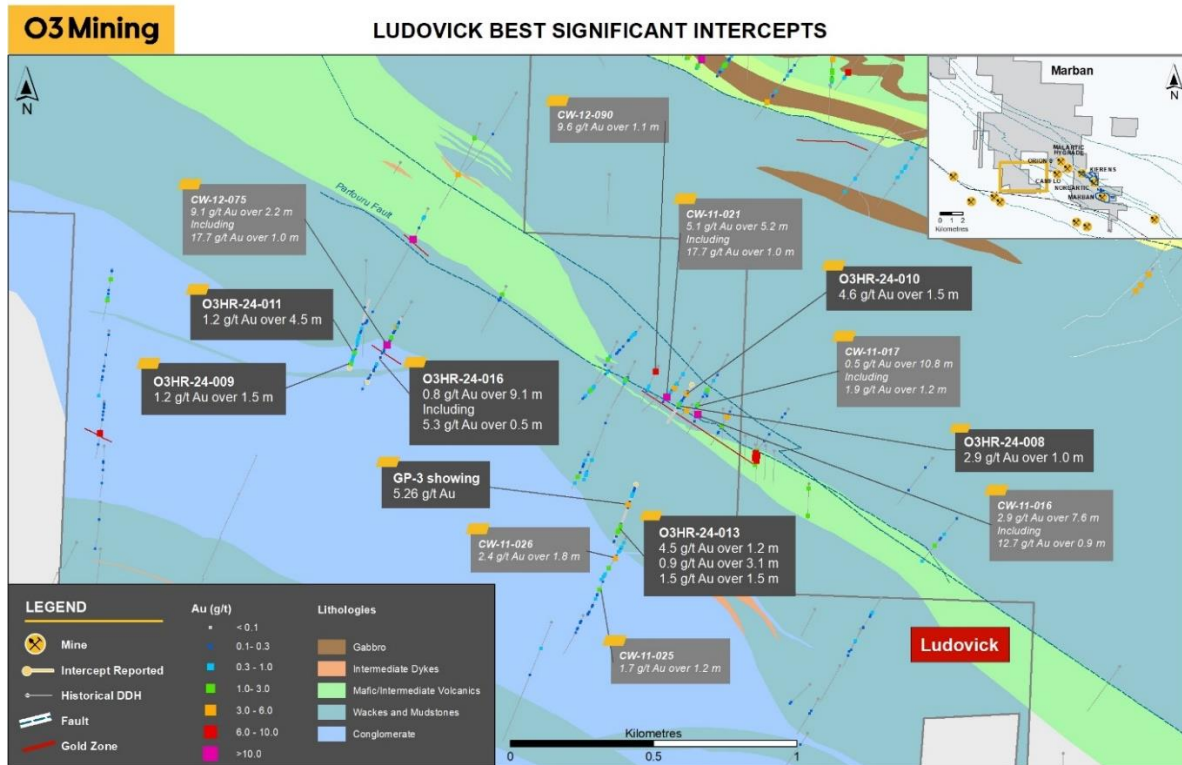 O3 Mining
LUDOVICK BEST SIGNIFICANT INTERCEPTS
N
Marban
N
MALARTIC
HYGRADE
ORION 8
KIERENS
CAMFLO
NORBARTIC
MARBAN
0 1 2
Kilometres
CW-12-090
9.6 g/t Au over 1.1 m
CW-12-075
9.1 g/t Au over 2.2 m
Including
17.7 g/t Au over 1.0 m
Parfouru Fault
CW-11-021
5.1 g/t Au over 5.2 m
Including
17.7 g/t Au over 1.0 m
O3HR-24-010
4.6 g/t Au over 1.5 m
O3HR-24-011
1.2 g/t Au over 4.5 m
CW-11-017
0.5 g/t Au over 10.8 m
Including
1.9 g/t Au over 1.2 m
O3HR-24-009
1.2 g/t Au over 1.5 m
O3HR-24-016
0.8 g/t Au over 9.1 m
Including
5.3 g/t Au over 0.5 m
O3HR-24-008
2.9 g/t Au over 1.0 m
GP-3 showing
5.26 g/t Au
CW-11-016
2.9 g/t Au over 7.6 m
Including
12.7 g/t Au over 0.9 m
CW-11-026
2.4 g/t Au over 1.8 m
O3HR-24-013
4.5 g/t Au over 1.2 m
0.9 g/t Au over 3.1 m
1.5 g/t Au over 1.5 m
CW-11-025
1.7 g/t Au over 1.2 m
Ludovick
LEGEND
Mine
Intercept Reported
Historical DDH
Fault
Gold Zone
Au (g/t)
< 0.1
0.1- 0.3
0.3 - 1.0
1.0- 3.0
3.0 - 6.0
6.0 - 10.0
>10.0
Lithologies
Gabbro
Intermediate Dykes
Mafic/Intermediate Volcanics
Wackes and Mudstones
Conglomerate
Kilometres
0 0.5 1